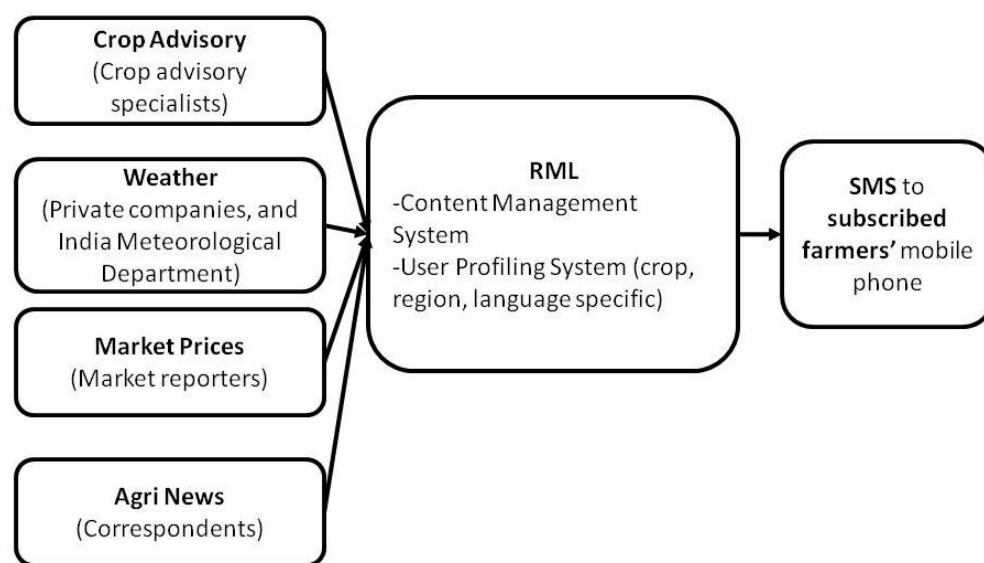 Crop Advisory
(Crop advisory
specialists)
Weather
(Private companies, and
India Meteorological
Department)
Market Prices
(Market reporters)
Agri News
(Correspondents)
RML
-Content Management
System
-User Profiling System (crop,
region, language specific)
SMS to
subscribed
farmers’ mobile
phone